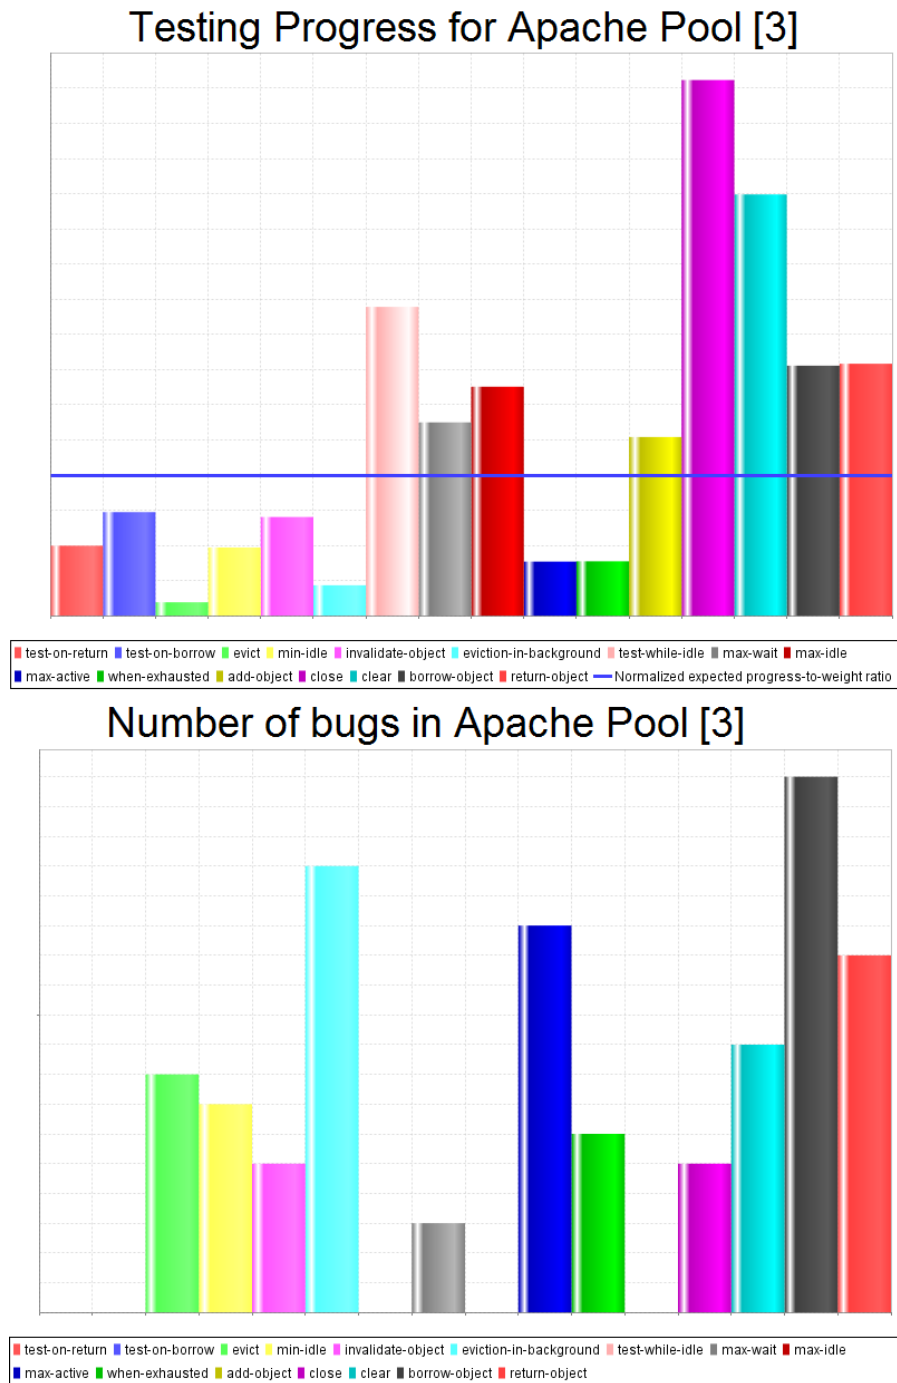 Testing Progress for Apache Pool [3]
test-on-return test-on-borrow evict min-idle invalidate-object eviction-in-background test-while-idle max-wait max-idle
max-active when-exhausted add-object close clear borrow-object return-object Normalized expected progress-to-weight ratio
Number of bugs in Apache Pool [3]
test-on-return test-on-borrow evict min-idle invalidate-object eviction-in-background test-while-idle max-wait max-idle
max-active when-exhausted add-object close clear borrow-object return-object